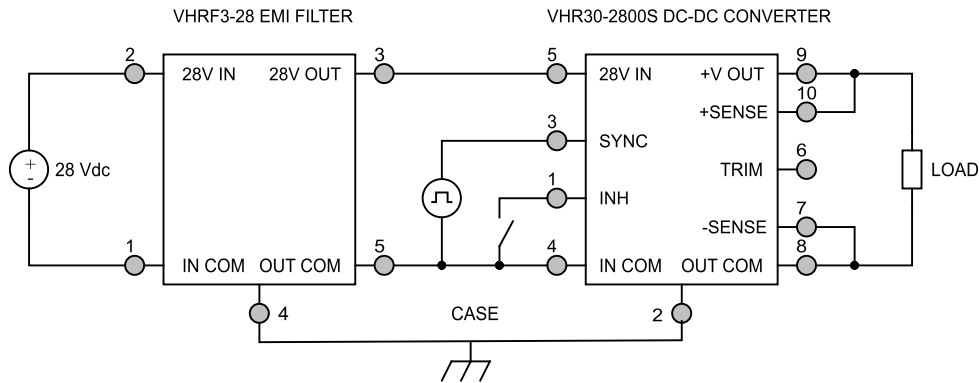 VHRF3-28 EMI FILTER
VHR30-2800S DC-DC CONVERTER
2
28V IN
28V OUT
3
5
28V IN
+V OUT
9
10
+SENSE
3
SYNC
+
-
28 Vdc
6
TRIM
LOAD
1
INH
7
-SENSE
1
IN COM
OUT COM
5
4
IN COM
OUT COM
8
4
CASE
2